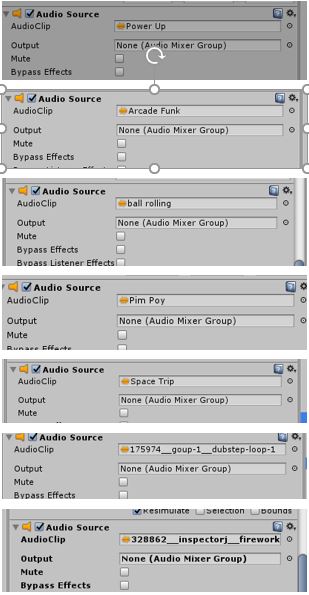 Audio Source
AudioClip Power Up
Output None (Audio Mixer Group)
Mute
Bypass Effects
Audio Source
AudioClip Arcade Funk
Output None (Audio Mixer Group)
Mute
Bypass Effects
Audio Source
AudioClip ball rolling
Output None (Audio Mixer Group)
Mute
Bypass Effects
Bypass Listener Effects
Audio Source
AudioClip Pim Poy
Output None (Audio Mixer Group)
Mute
Bypass Effects
Audio Source
AudioClip Space Trip
Output None (Audio Mixer Group)
Mute
Audio Source
AudioClip 175974__goup-1__dubstep-loop-1
Output None (Audio Mixer Group)
Mute
Bypass Effects
Resimulate Selection Bounds
Audio Source
AudioClip 328862__inspectorj__firework
Output None (Audio Mixer Group)
Mute
Bypass Effects